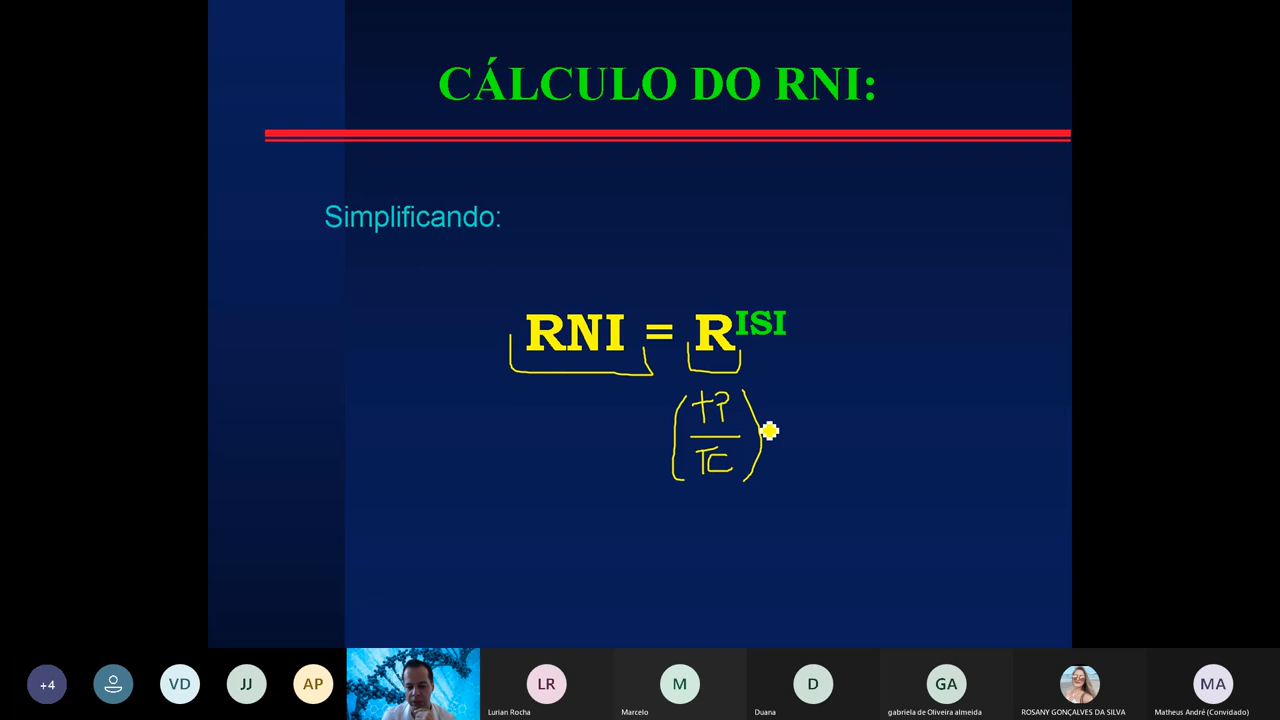 CÁLCULO DO RNI:
Simplificando:
RNI = R^ISI
(TP
TC)
+4
VD
JJ
AP
LR
Lurian Rocha
M
Marcelo
D
Duana
GA
gabriela de Oliveira almeida
ROSANY GONÇALVES DA SILVA
MA
Matheus André (Convidado)